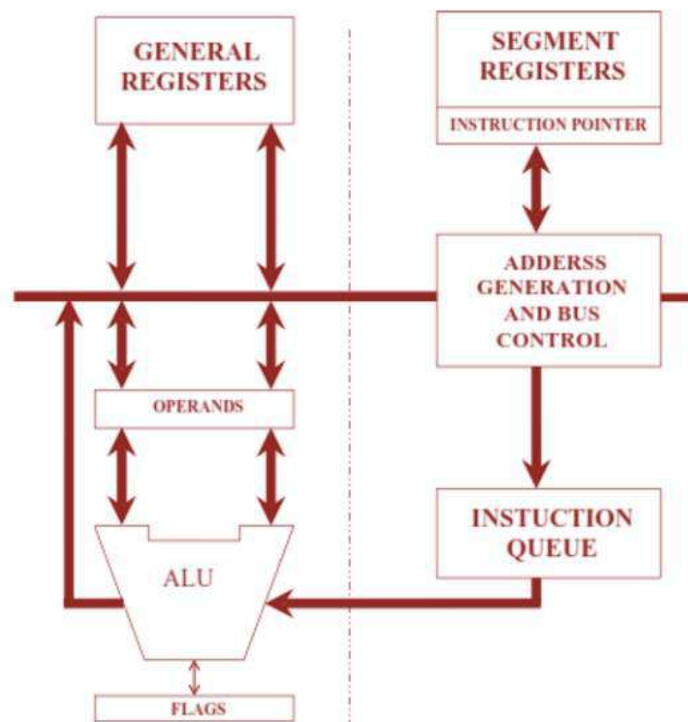 GENERAL
REGISTERS
SEGMENT
REGISTERS
INSTRUCTION POINTER
ADDERSS
GENERATION
AND BUS
CONTROL
OPERANDS
INSTUCTION
QUEUE
ALU
FLAGS